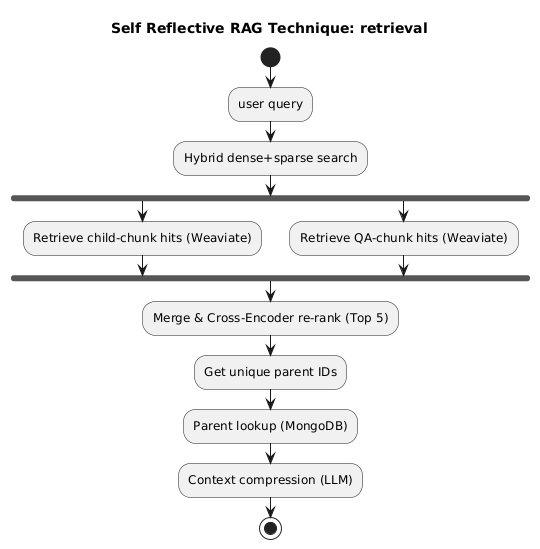 Self Reflective RAG Technique: retrieval
user query
Hybrid dense+sparse search
Retrieve child-chunk hits (Weaviate)
Retrieve QA-chunk hits (Weaviate)
Merge & Cross-Encoder re-rank (Top 5)
Get unique parent IDs
Parent lookup (MongoDB)
Context compression (LLM)